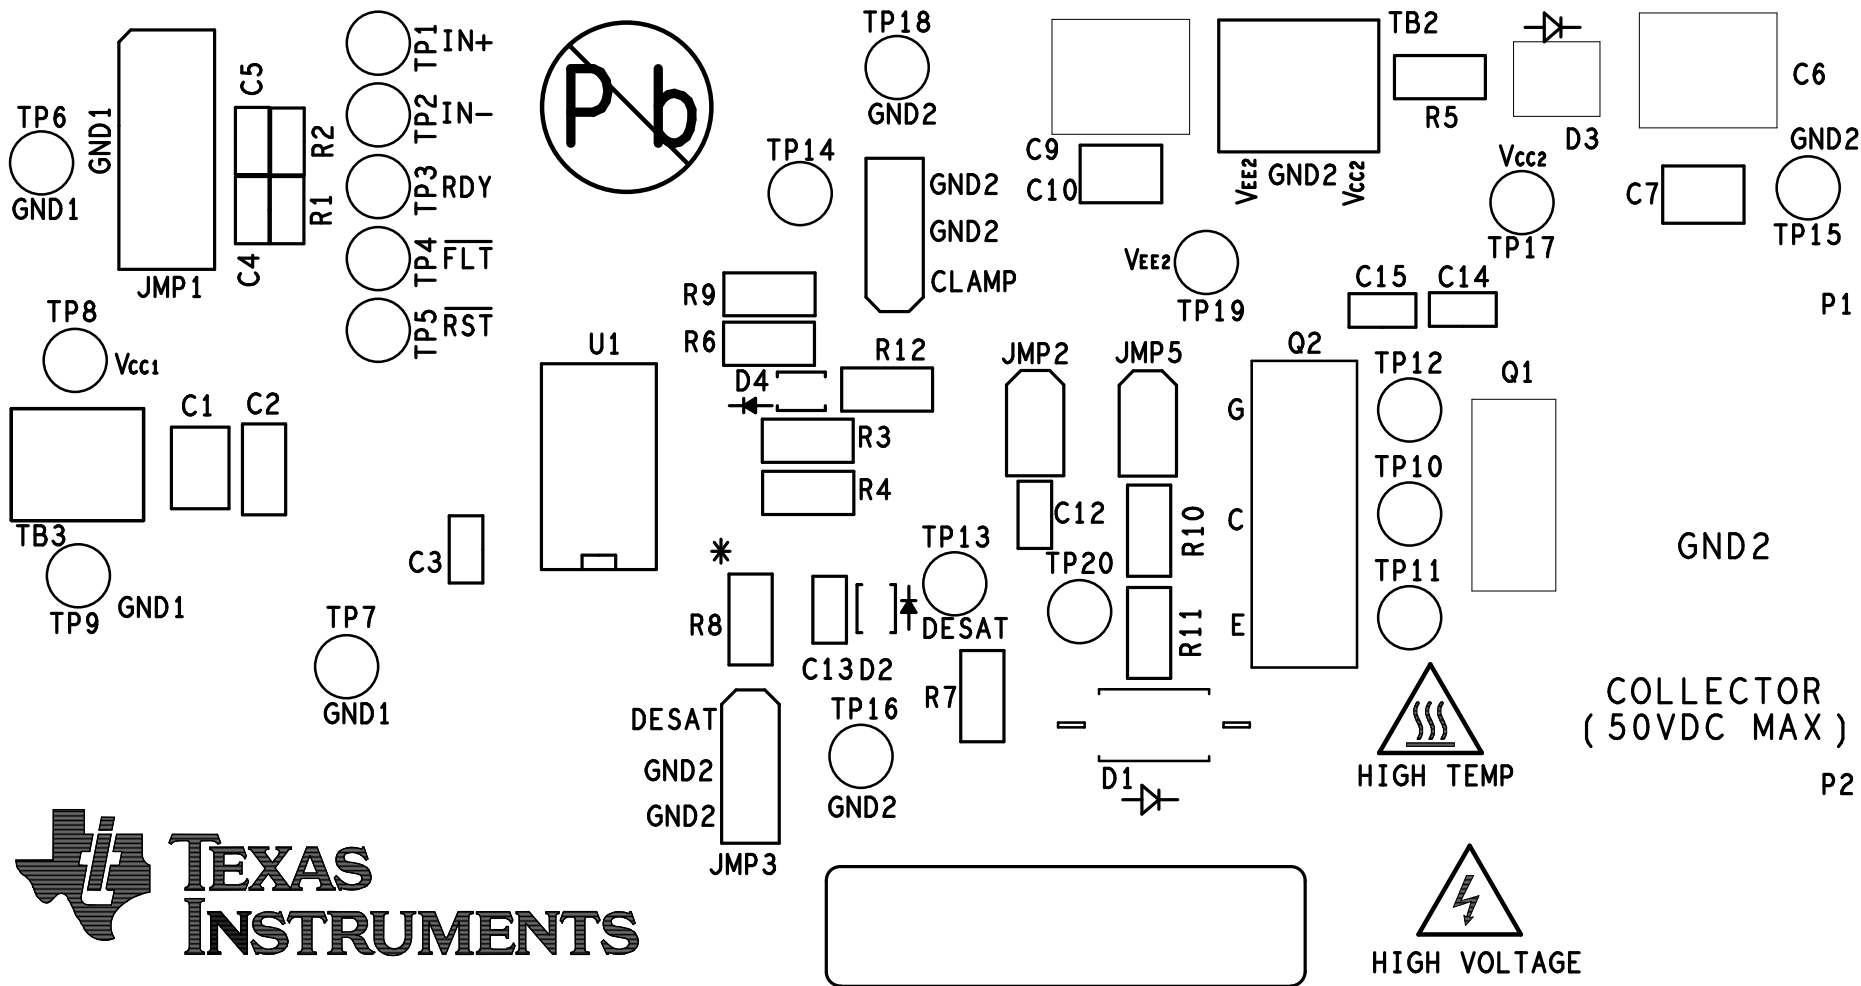 TP18
TP1
IN+
TB2
C5
C6
TP6
GND1
TP2
IN-
Pb
GND2
R5
R2
D3
GND2
TP14
C9
VCC2
TP3
RDY
GND2
C10
VEE2
GND2
VCC2
C7
GND1
R1
GND2
TP15
TP17
TP4
FLT
VEE2
C4
CLAMP
C15
C14
JMP1
R9
TP19
P1
TP8
TP5
RST
U1
R6
R12
JMP2
JMP5
Q2
TP12
Q1
VCC1
D4
C1
C2
G
R3
TP10
R4
C12
R10
C
TB3
TP13
GND2
C3
*
TP20
TP11
TP9
GND1
TP7
R8
DESAT
R11
E
C13
D2
R7
COLLECTOR
GND1
DESAT
TP16
(50VDC MAX)
GND2
D1
HIGH TEMP
P2
GND2
GND2
JMP3
TEXAS
INSTRUMENTS
HIGH VOLTAGE